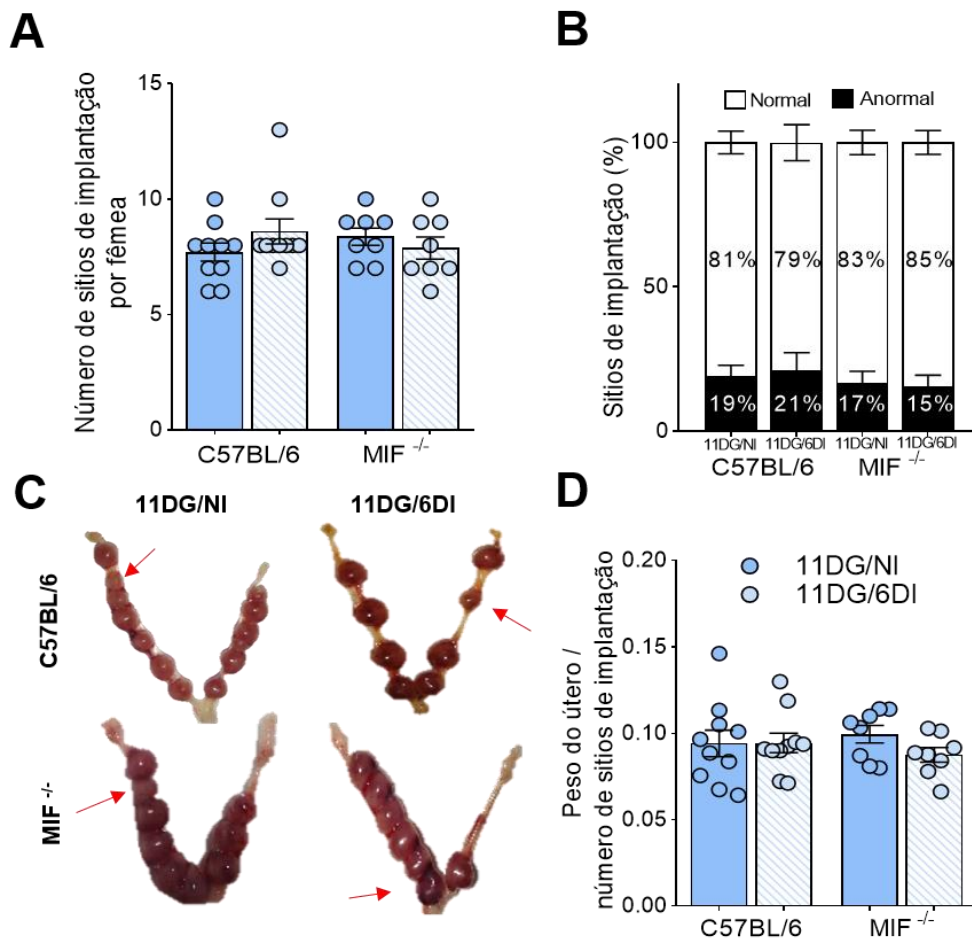 A
Número de sitios de implantação
por fêmea
15
10
5
0
C57BL/6
MIF -/-
B
Sitios de implantação (%)
Normal
Anormal
100
50
0
81%
79%
83%
85%
19%
21%
17%
15%
11DG/NI
11DG/6DI
11DG/NI
11DG/6DI
C57BL/6
MIF -/-
C
11DG/NI
11DG/6DI
C57BL/6
MIF -/-
D
Peso do útero /
número de sitios de implantação
0.20
0.15
0.10
0.05
0.00
11DG/NI
11DG/6DI
C57BL/6
MIF -/-